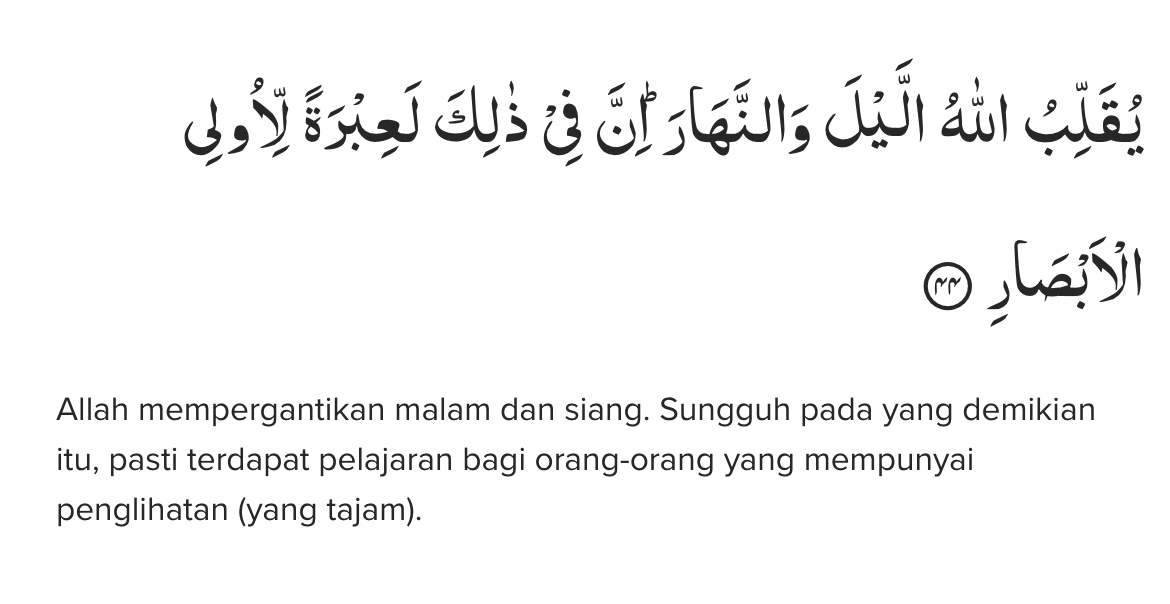 يُقَلِّبُ اللّٰهُ الَّيْلَ وَالنَّهَارَۗ اِنَّ فِيْ ذٰلِكَ لَعِبْرَةً لِّاُولِى
الْاَبْصَارِ ٤٤
Allah mempergantikan malam dan siang. Sungguh pada yang demikian
itu, pasti terdapat pelajaran bagi orang-orang yang mempunyai
penglihatan (yang tajam).